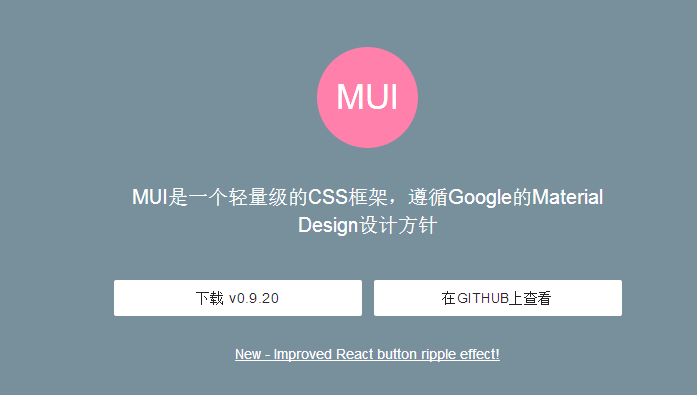 MUI
MUI是一个轻量级的CSS框架，遵循Google的Material
Design设计方针
下载 v0.9.20
在GITHUB上查看
New - Improved React button ripple effect!